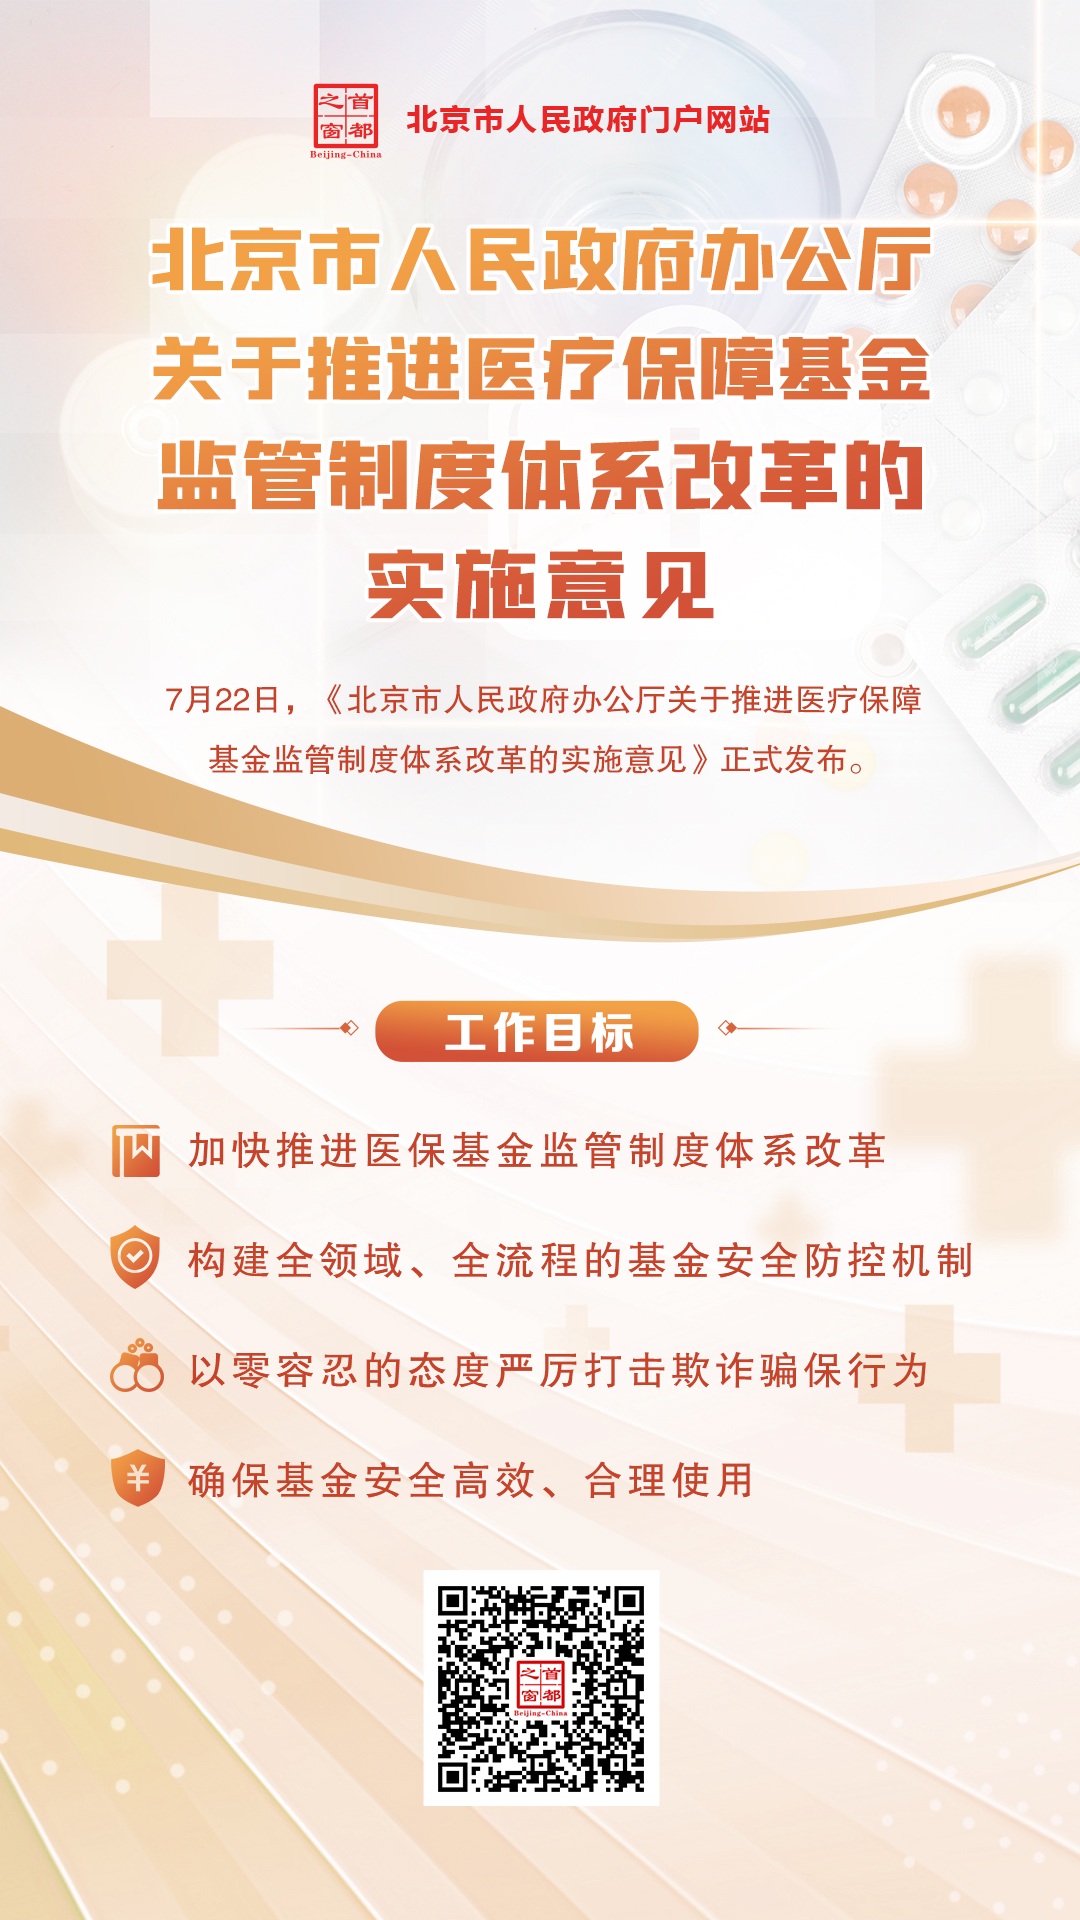 首都之窗
Beijing-China
北京市人民政府门户网站
北京市人民政府办公厅
关于推进医疗保障基金
监管制度体系改革的
实施意见
7月22日，《北京市人民政府办公厅关于推进医疗保障
基金监管制度体系改革的实施意见》正式发布。
工作目标
加快推进医保基金监管制度体系改革
构建全领域、全流程的基金安全防控机制
以零容忍的态度严厉打击欺诈骗保行为
¥
确保基金安全高效、合理使用
首都之窗
Beijing-China